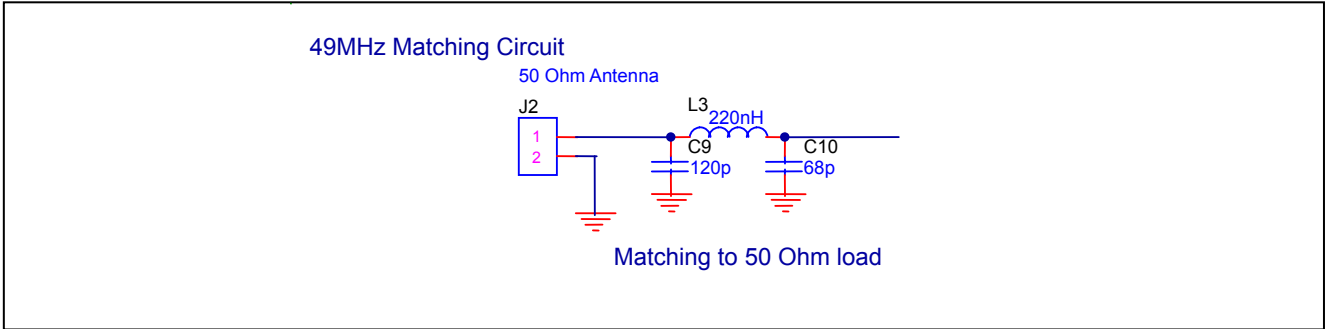 49MHz Matching Circuit
50 Ohm Antenna
J2
1
2
L3
220nH
C9
120p
C10
68p
Matching to 50 Ohm load